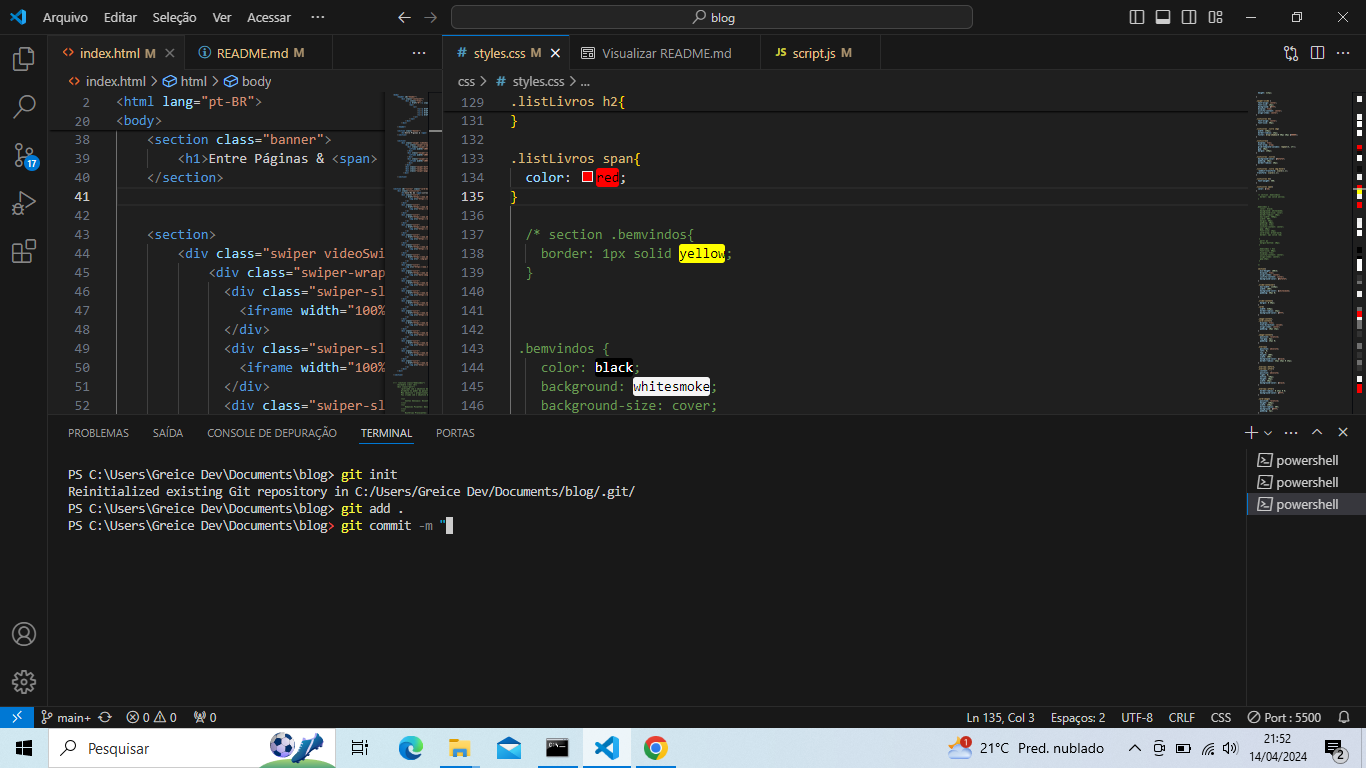 Arquivo Editar Seleção Ver Acessar ··· blog
index.html M README.md M ··· # styles.css M Visualizar README.md JS script.js M ···
index.html > html > body
css > # styles.css > ...
2 <html lang="pt-BR">
20 <body>
38 <section class="banner">
39 <h1>Entre Páginas & <span>
40 </section>
41
42
43 <section>
44 <div class="swiper videoSwi
45 <div class="swiper-wrap
46 <div class="swiper-sl
47 <iframe width="100%
48 </div>
49 <div class="swiper-sl
50 <iframe width="100%
51 </div>
52 <div class="swiper-sl
129 .listLivros h2{
131 }
132
133 .listLivros span{
134 color: red;
135 }
136
137 /* section .bemvindos{
138 border: 1px solid yellow;
139 }
140
141
142
143 .bemvindos {
144 color: black;
145 background: whitesmoke;
146 background-size: cover;
17
PROBLEMAS SAÍDA CONSOLE DE DEPURAÇÃO TERMINAL PORTAS
PS C:\Users\Greice Dev\Documents\blog> git init
Reinitialized existing Git repository in C:/Users/Greice Dev/Documents/blog/.git/
PS C:\Users\Greice Dev\Documents\blog> git add .
PS C:\Users\Greice Dev\Documents\blog> git commit -m "
powershell
powershell
powershell
main+ 0 0 0 Ln 135, Col 3 Espaços: 2 UTF-8 CRLF CSS Port : 5500
Pesquisar 1 21°C Pred. nublado 21:52
14/04/2024 2